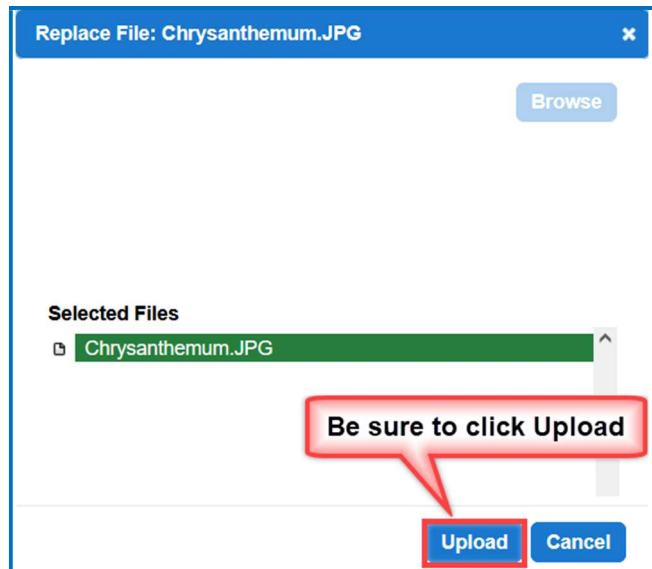 Replace File: Chrysanthemum.JPG
Browse
Selected Files
Chrysanthemum.JPG
Be sure to click Upload
Upload Cancel